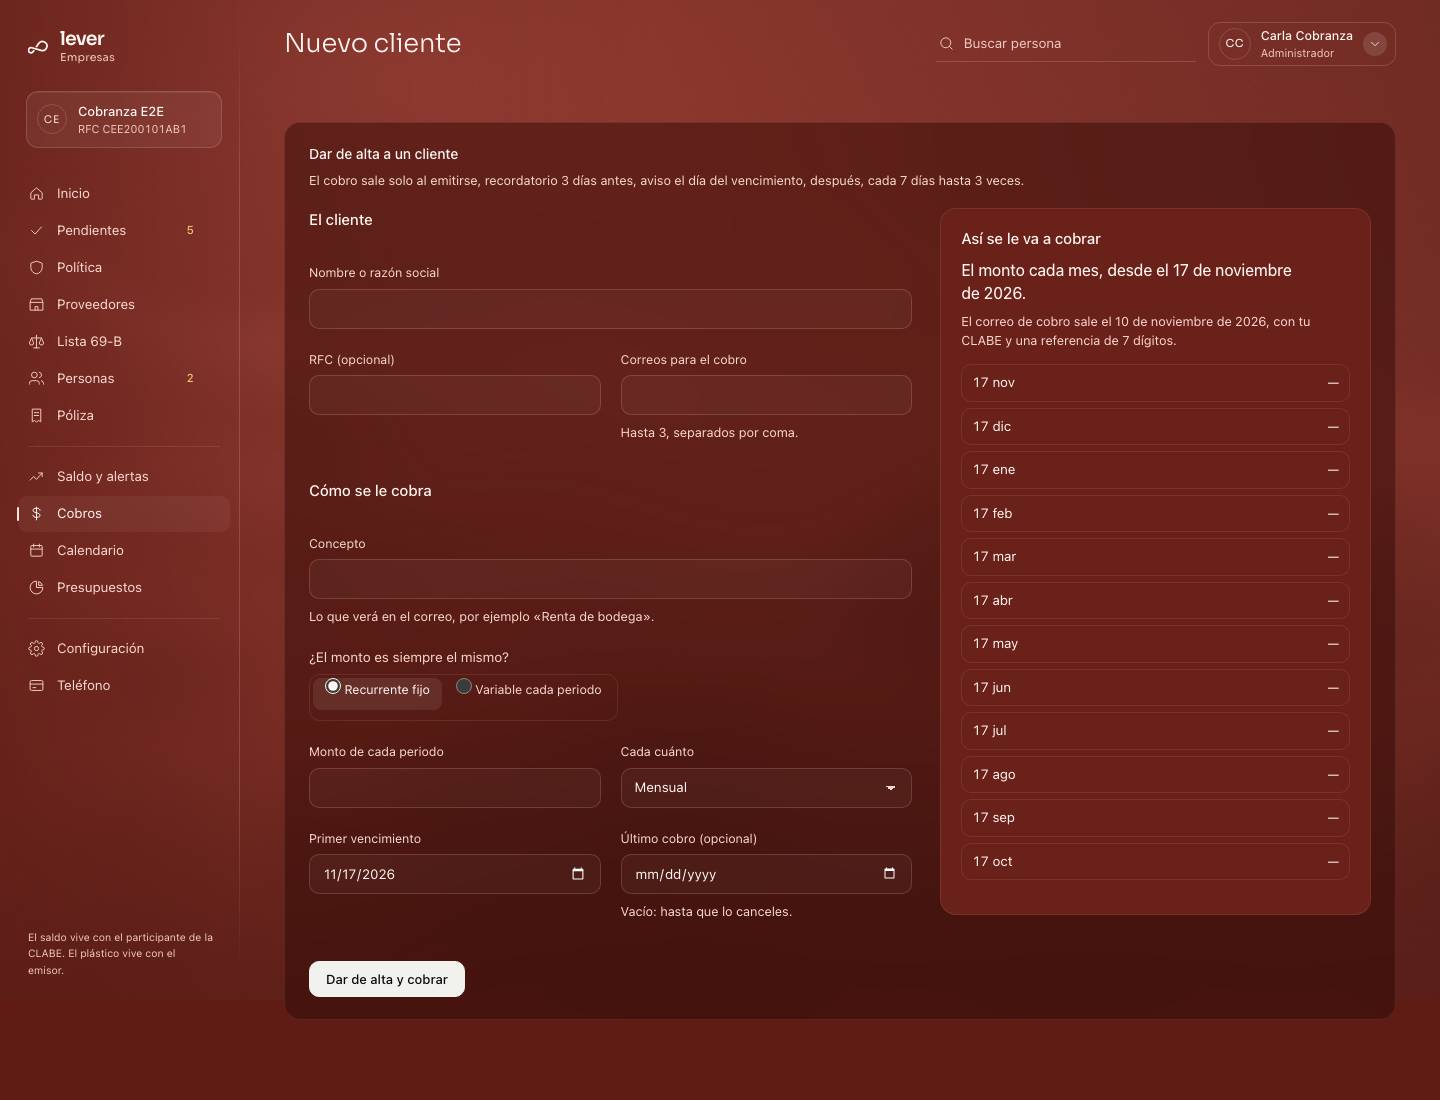 lever
Empresas
CE
Cobranza E2E
RFC CEE200101AB1
Inicio
Pendientes 5
Política
Proveedores
Lista 69-B
Personas 2
Póliza
Saldo y alertas
Cobros
Calendario
Presupuestos
Configuración
Teléfono
El saldo vive con el participante de la
CLABE. El plástico vive con el
emisor.
Nuevo cliente
Buscar persona
CC
Carla Cobranza
Administrador
Dar de alta a un cliente
El cobro sale solo al emitirse, recordatorio 3 días antes, aviso el día del vencimiento, después, cada 7 días hasta 3 veces.
El cliente
Nombre o razón social
RFC (opcional)
Correos para el cobro
Hasta 3, separados por coma.
Cómo se le cobra
Concepto
Lo que verá en el correo, por ejemplo «Renta de bodega».
¿El monto es siempre el mismo?
Recurrente fijo
Variable cada periodo
Monto de cada periodo
Cada cuánto
Mensual
Primer vencimiento
11/17/2026
Último cobro (opcional)
mm/dd/yyyy
Vacío: hasta que lo canceles.
Dar de alta y cobrar
Así se le va a cobrar
El monto cada mes, desde el 17 de noviembre
de 2026.
El correo de cobro sale el 10 de noviembre de 2026, con tu
CLABE y una referencia de 7 dígitos.
17 nov —
17 dic —
17 ene —
17 feb —
17 mar —
17 abr —
17 may —
17 jun —
17 jul —
17 ago —
17 sep —
17 oct —